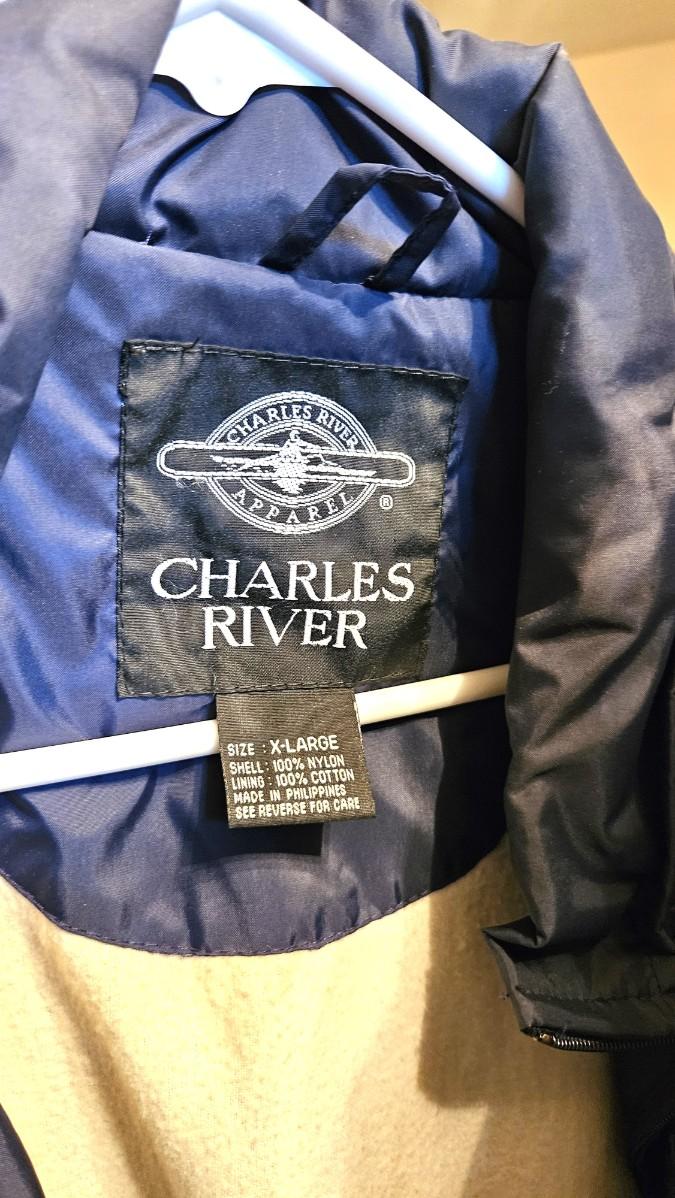 CHARLES RIVER
APPAREL
®
CHARLES
RIVER
SIZE : X-LARGE
SHELL : 100% NYLON
LINING : 100% COTTON
MADE IN PHILIPPINES
SEE REVERSE FOR CARE